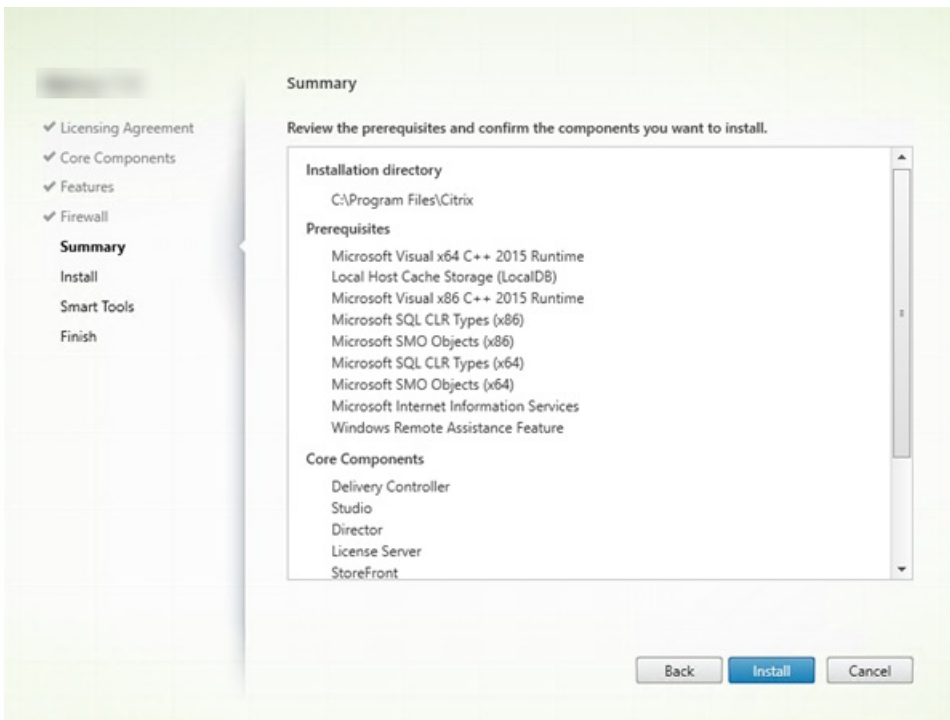 Licensing Agreement
Core Components
Features
Firewall
Summary
Install
Smart Tools
Finish
Summary
Review the prerequisites and confirm the components you want to install.
Installation directory
C:\Program Files\Citrix
Prerequisites
Microsoft Visual x64 C++ 2015 Runtime
Local Host Cache Storage (LocalDB)
Microsoft Visual x86 C++ 2015 Runtime
Microsoft SQL CLR Types (x86)
Microsoft SMO Objects (x86)
Microsoft SQL CLR Types (x64)
Microsoft SMO Objects (x64)
Microsoft Internet Information Services
Windows Remote Assistance Feature
Core Components
Delivery Controller
Studio
Director
License Server
StoreFront
Back
Install
Cancel